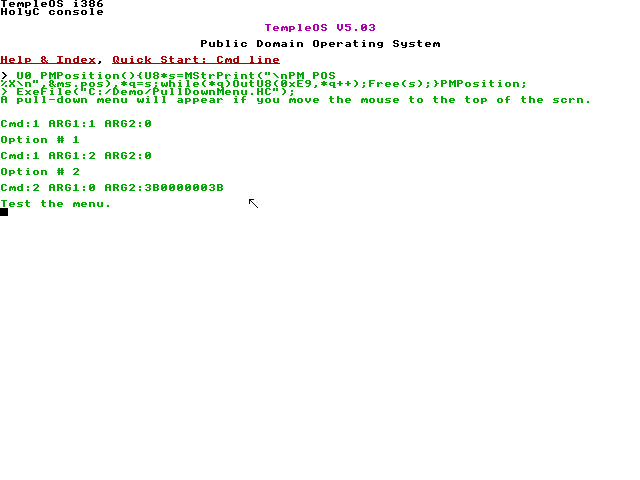 TempleOS i386
HolyC console
TempleOS V5.03
Public Domain Operating System
Help & Index, Quick Start: Cmd line
> U0 PMPosition(){U8*s=MStrPrint("\nPM_POS
%X\n",&ms.pos),*q=s;while(*q)OutU8(0xE9,*q++);Free(s);}PMPosition;
> ExeFile("C:/Demo/PullDownMenu.HC");
A pull-down menu will appear if you move the mouse to the top of the scrn.
Cmd:1 ARG1:1 ARG2:0
Option # 1
Cmd:1 ARG1:2 ARG2:0
Option # 2
Cmd:2 ARG1:0 ARG2:3B0000003B
Test the menu.